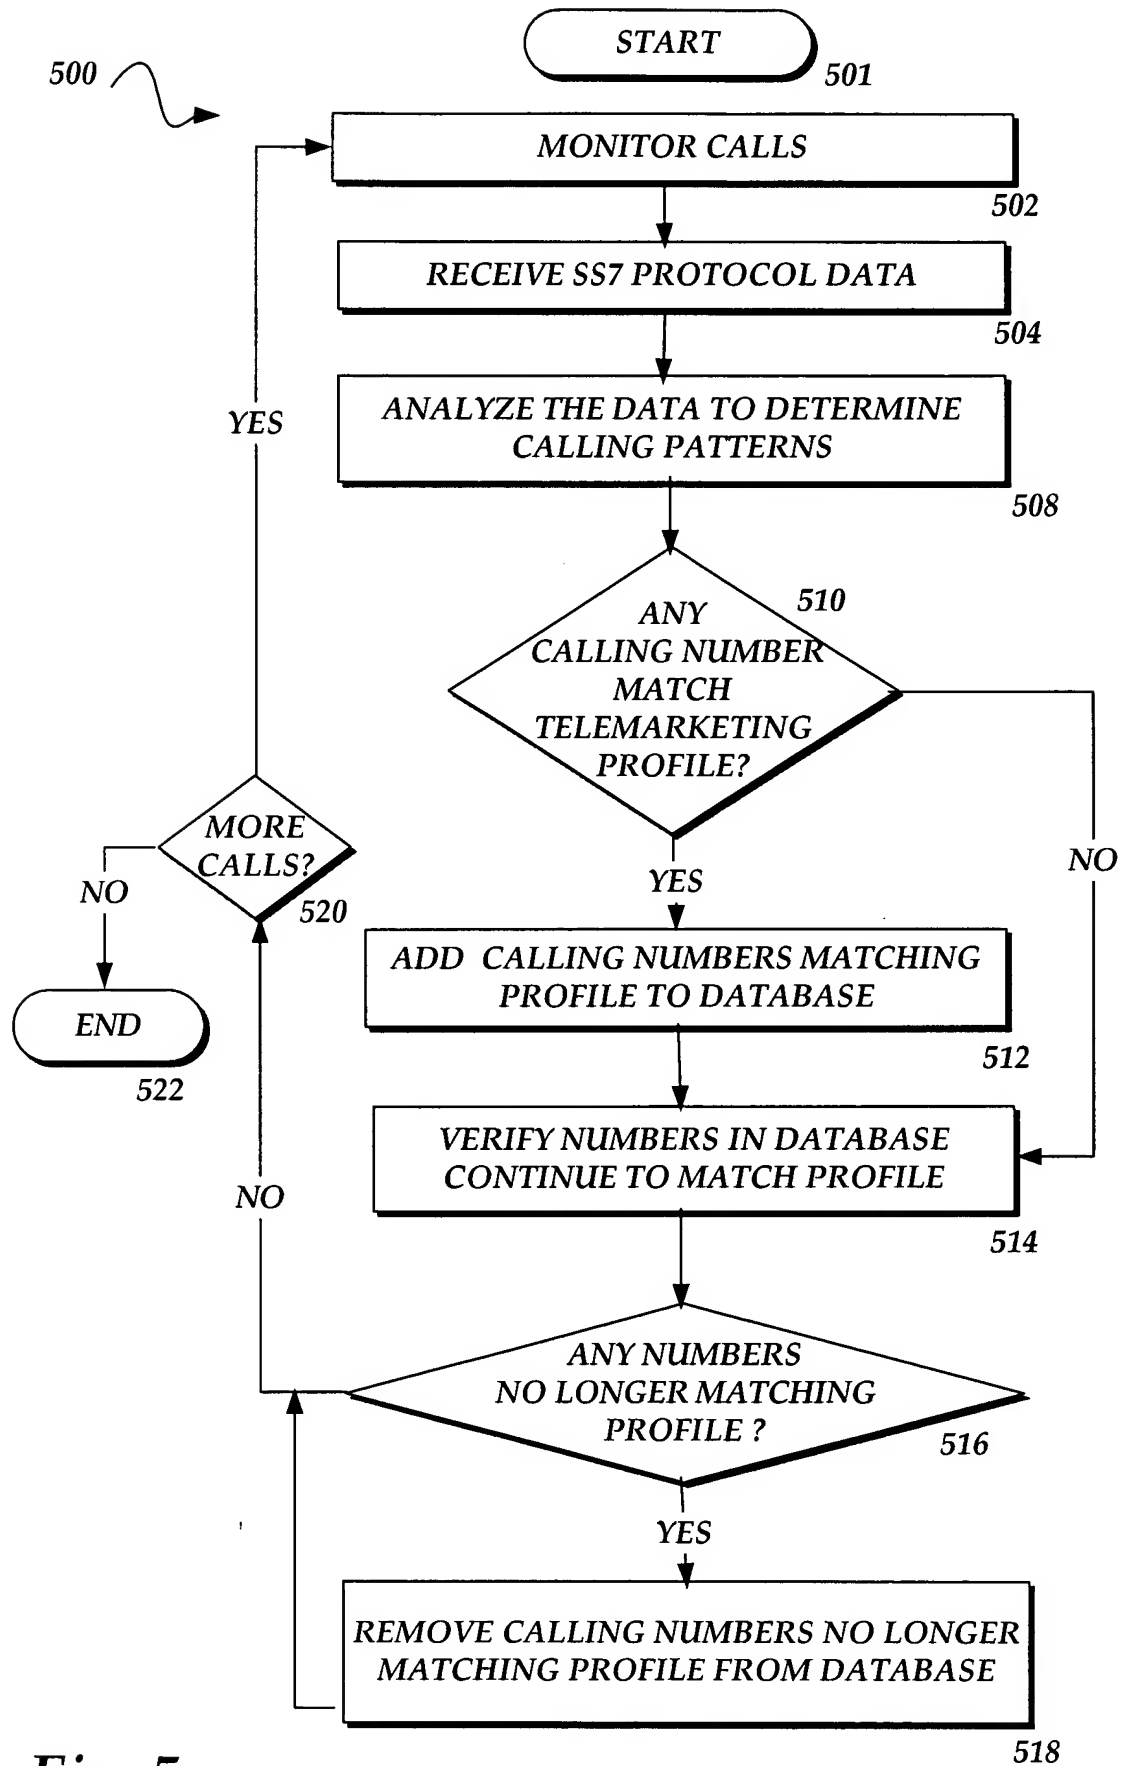 START
501
500
MONITOR CALLS
502
RECEIVE SS7 PROTOCOL DATA
504
ANALYZE THE DATA TO DETERMINE
CALLING PATTERNS
508
YES
510
ANY
CALLING NUMBER
MATCH
TELEMARKETING
PROFILE?
NO
YES
MORE
CALLS?
520
NO
END
522
ADD CALLING NUMBERS MATCHING
PROFILE TO DATABASE
512
VERIFY NUMBERS IN DATABASE
CONTINUE TO MATCH PROFILE
514
NO
ANY NUMBERS
NO LONGER MATCHING
PROFILE ?
516
YES
REMOVE CALLING NUMBERS NO LONGER
MATCHING PROFILE FROM DATABASE
518